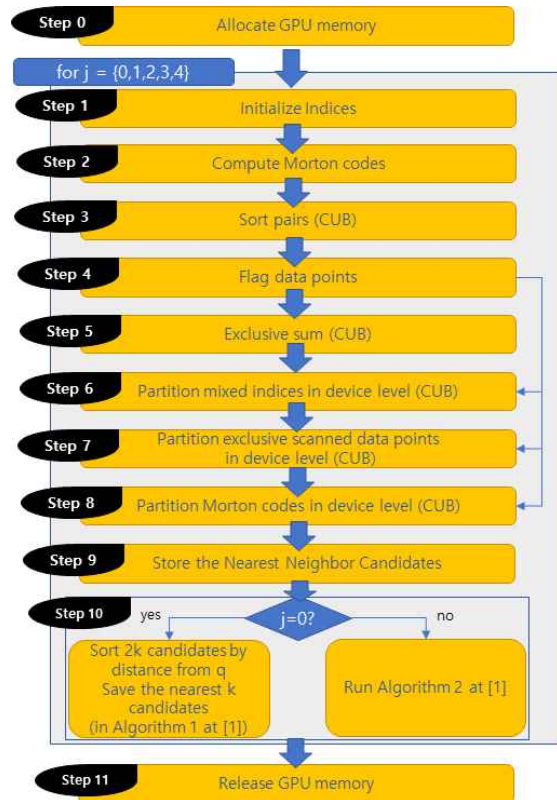 Step 0
Allocate GPU memory
for j = {0,1,2,3,4}
Step 1
Initialize Indices
Step 2
Compute Morton codes
Step 3
Sort pairs (CUB)
Step 4
Flag data points
Step 5
Exclusive sum (CUB)
Step 6
Partition mixed indices in device level (CUB)
Step 7
Partition exclusive scanned data points
in device level (CUB)
Step 8
Partition Morton codes in device level (CUB)
Step 9
Store the Nearest Neighbor Candidates
Step 10
yes
j=0?
no
Sort 2k candidates by
distance from q
Save the nearest k
candidates
(in Algorithm 1 at [1])
Run Algorithm 2 at [1]
Step 11
Release GPU memory